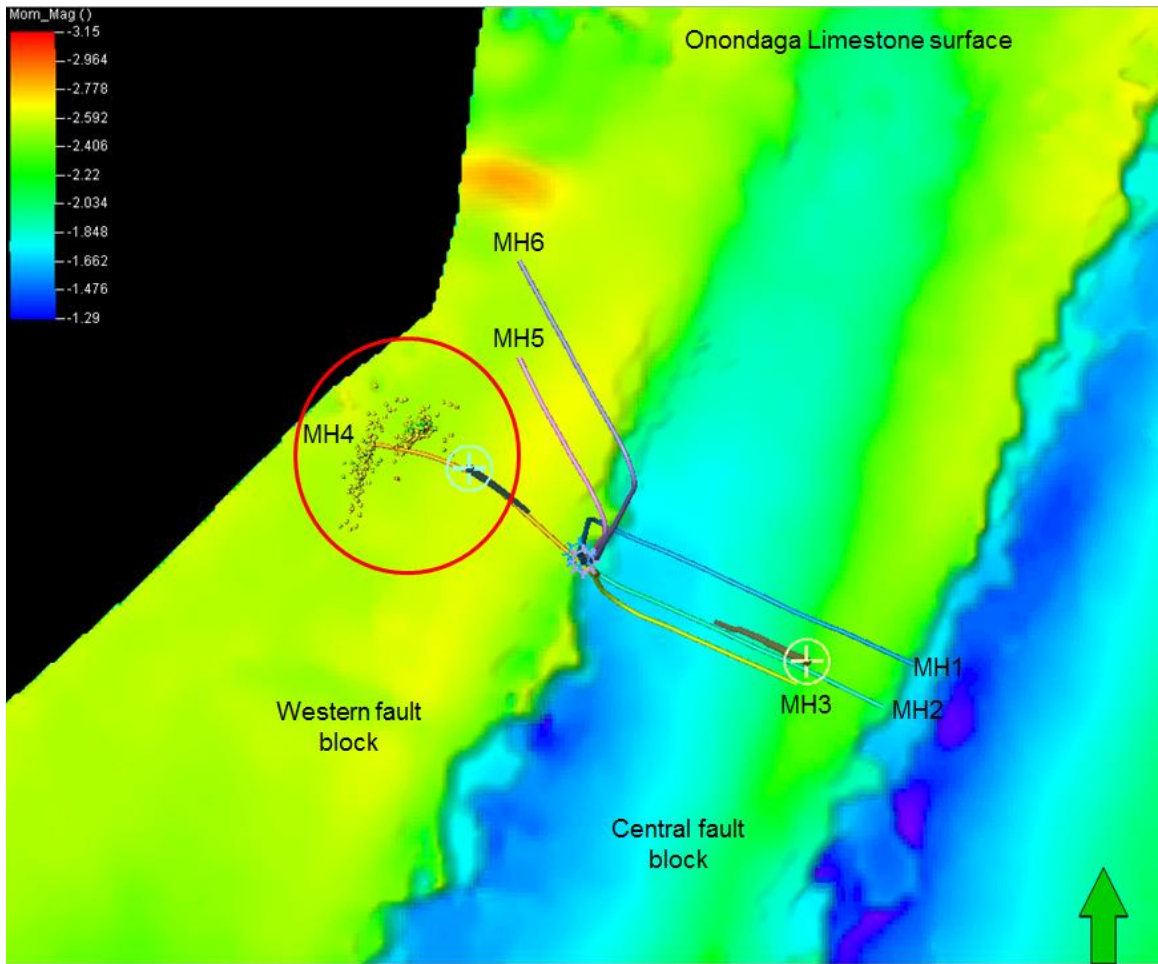 Mom_Mag ()
-3.15
-2.964
-2.778
-2.592
-2.406
-2.22
-2.034
-1.848
-1.662
-1.476
-1.29
Onondaga Limestone surface
MH6
MH5
MH4
MH1
MH3
MH2
Western fault
block
Central fault
block